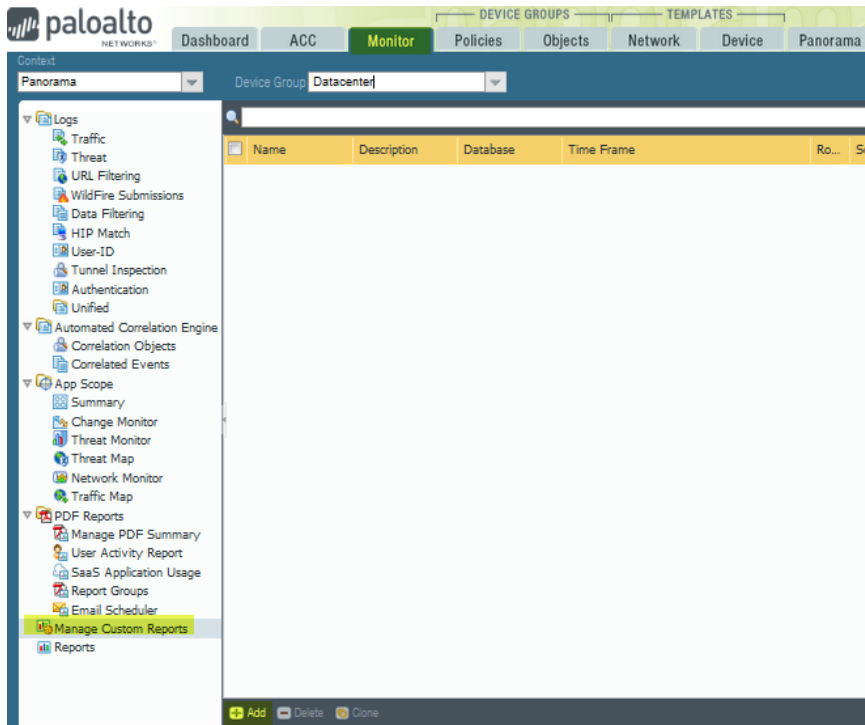 paloalto
NETWORKS®
DEVICE GROUPS
TEMPLATES
Dashboard ACC Monitor Policies Objects Network Device Panorama
Context
Panorama Device Group Datacenter
Logs
Traffic
Threat
URL Filtering
WildFire Submissions
Data Filtering
HIP Match
User-ID
Tunnel Inspection
Authentication
Unified
Automated Correlation Engine
Correlation Objects
Correlated Events
App Scope
Summary
Change Monitor
Threat Monitor
Threat Map
Network Monitor
Traffic Map
PDF Reports
Manage PDF Summary
User Activity Report
SaaS Application Usage
Report Groups
Email Scheduler
Manage Custom Reports
Reports
Name Description Database Time Frame Ro...
Add Delete Clone